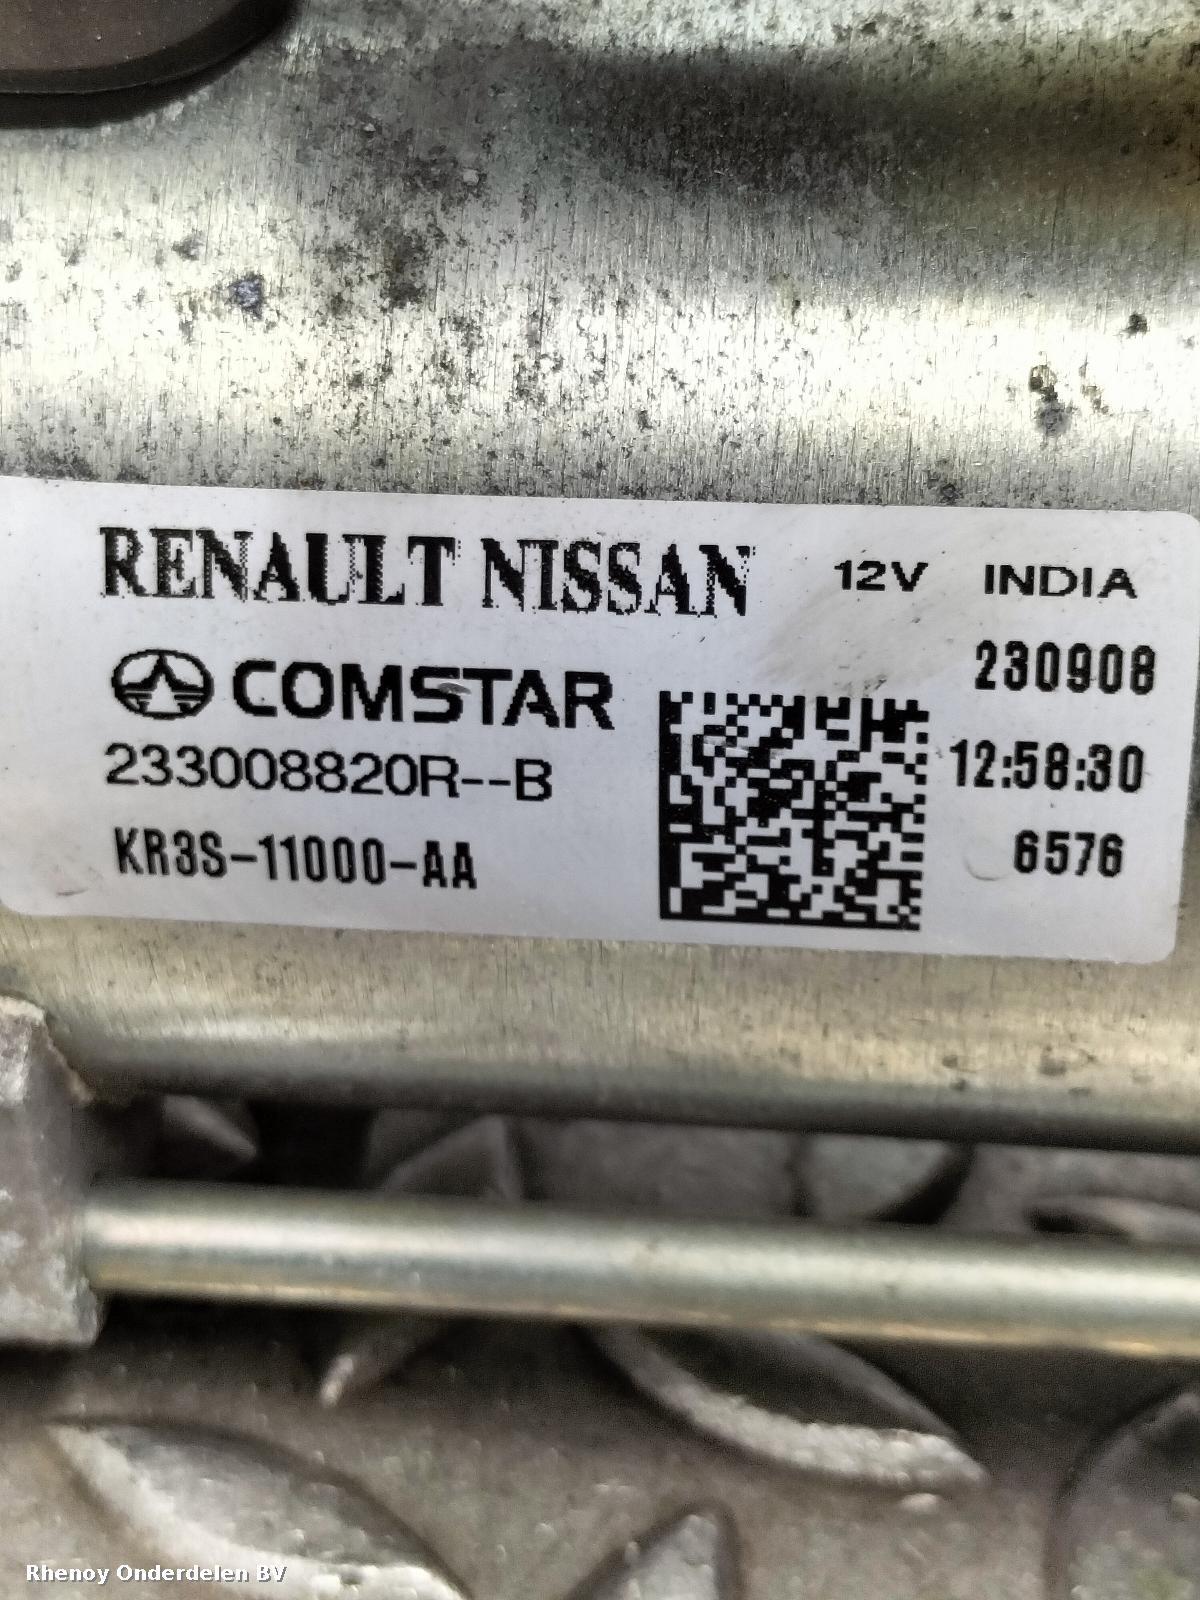 RENAULT NISSAN 12V INDIA
COMSTAR 230908
233008820R--B 12:58:30
KR3S-11000-AA 6576
Rhenoy Onderdelen BV